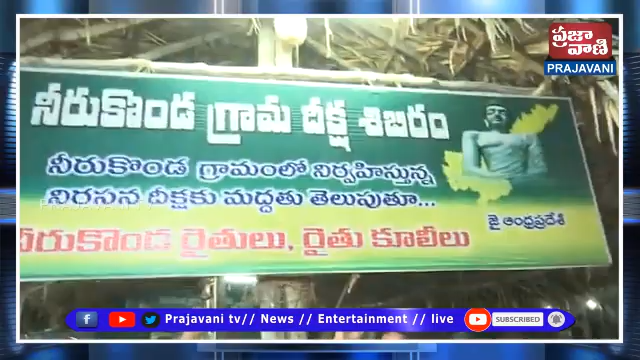 ప్రజా
వాణి
PRAJAVANI
నీరుకొండ గ్రామ దీక్ష శిబిరం
నీరుకొండ గ్రామంలో నిర్వహిస్తున్న
నిరసన దీక్షకు మద్దతు తెలుపుతూ...
జై ఆంధ్రప్రదేశ్
నీరుకొండ రైతులు, రైతు కూలీలు
Prajavani tv// News // Entertainment // live
SUBSCRIBED